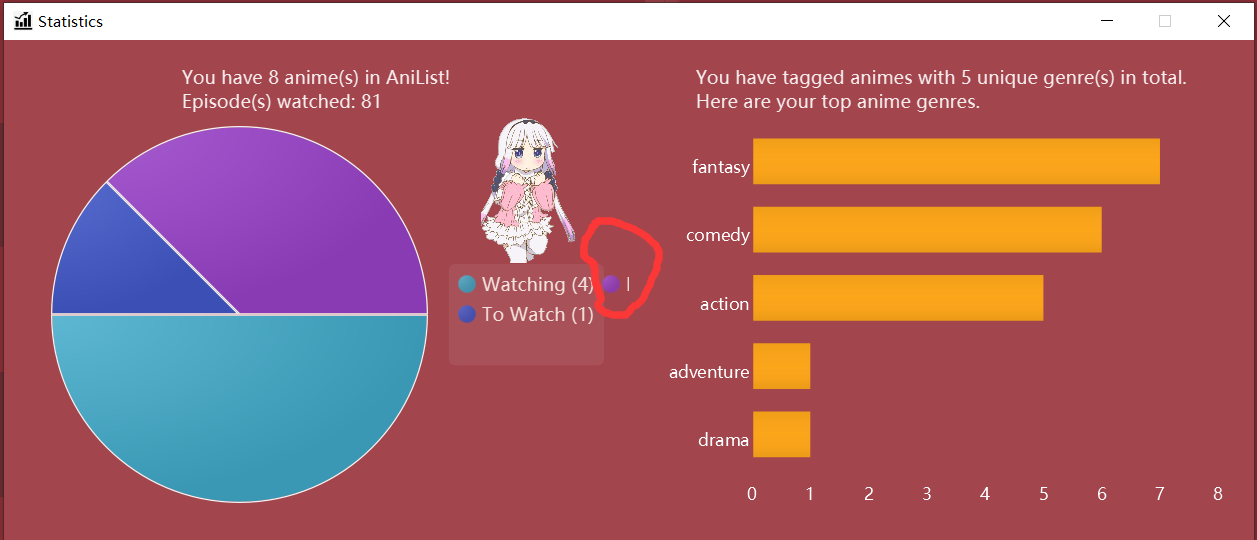 Statistics
You have 8 anime(s) in AniList!
Episode(s) watched: 81
Watching (4)
To Watch (1)
You have tagged animes with 5 unique genre(s) in total.
Here are your top anime genres.
fantasy
comedy
action
adventure
drama
0 1 2 3 4 5 6 7 8